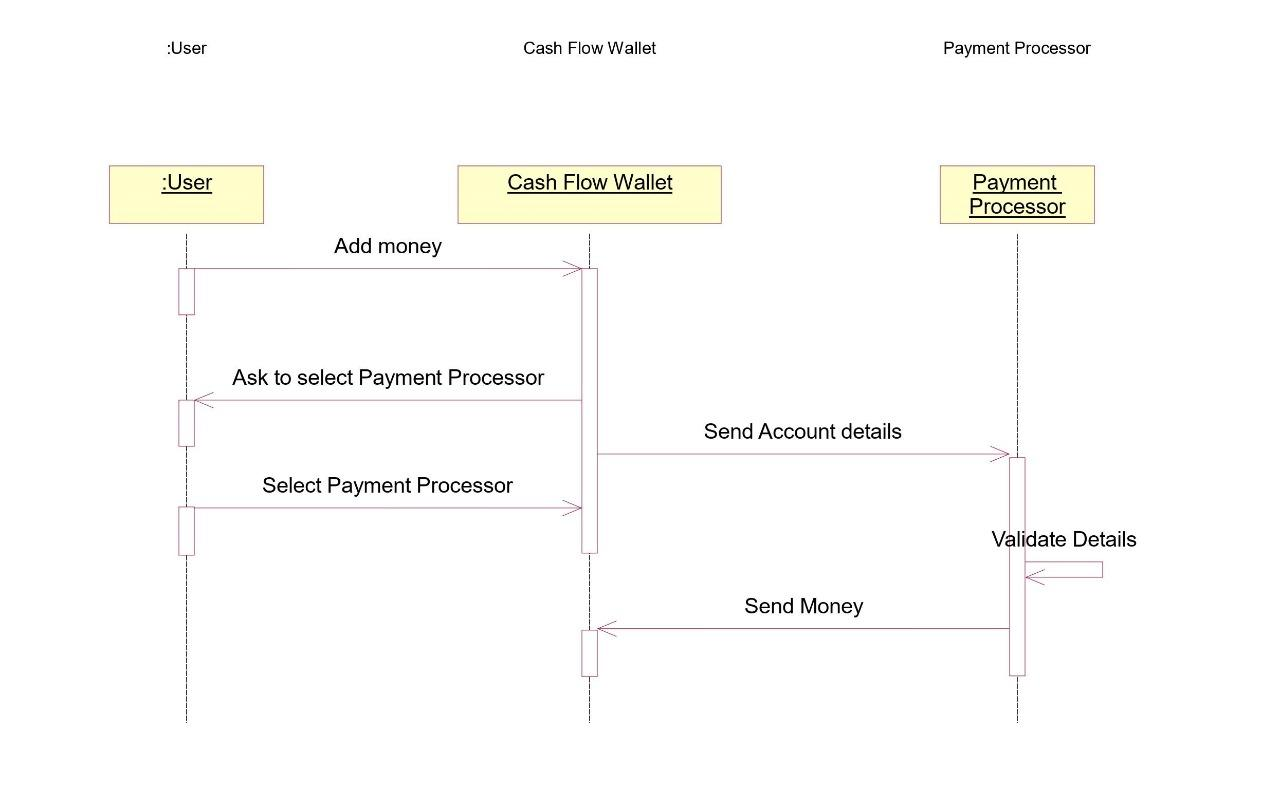 :User
Cash Flow Wallet
Payment Processor
:User
Cash Flow Wallet
Payment
Processor
Add money
Ask to select Payment Processor
Send Account details
Select Payment Processor
Validate Details
Send Money